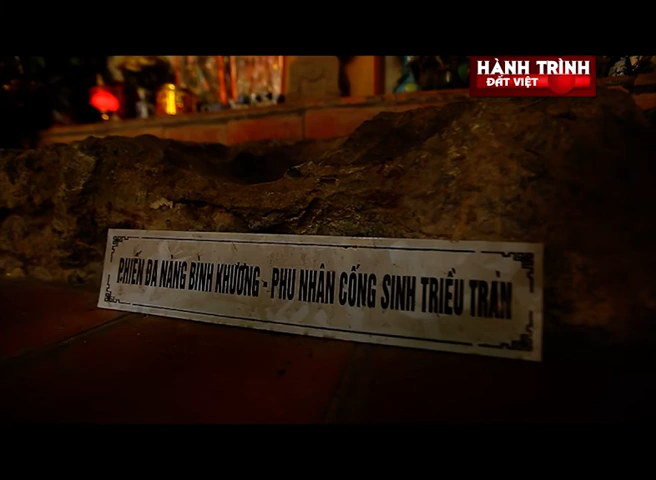 HÀNH TRÌNH
ĐẤT VIỆT
PHIẾN ĐÁ NÀNG BÌNH KHƯƠNG - PHU NHÂN CỐNG SINH TRIỀU TRẦN